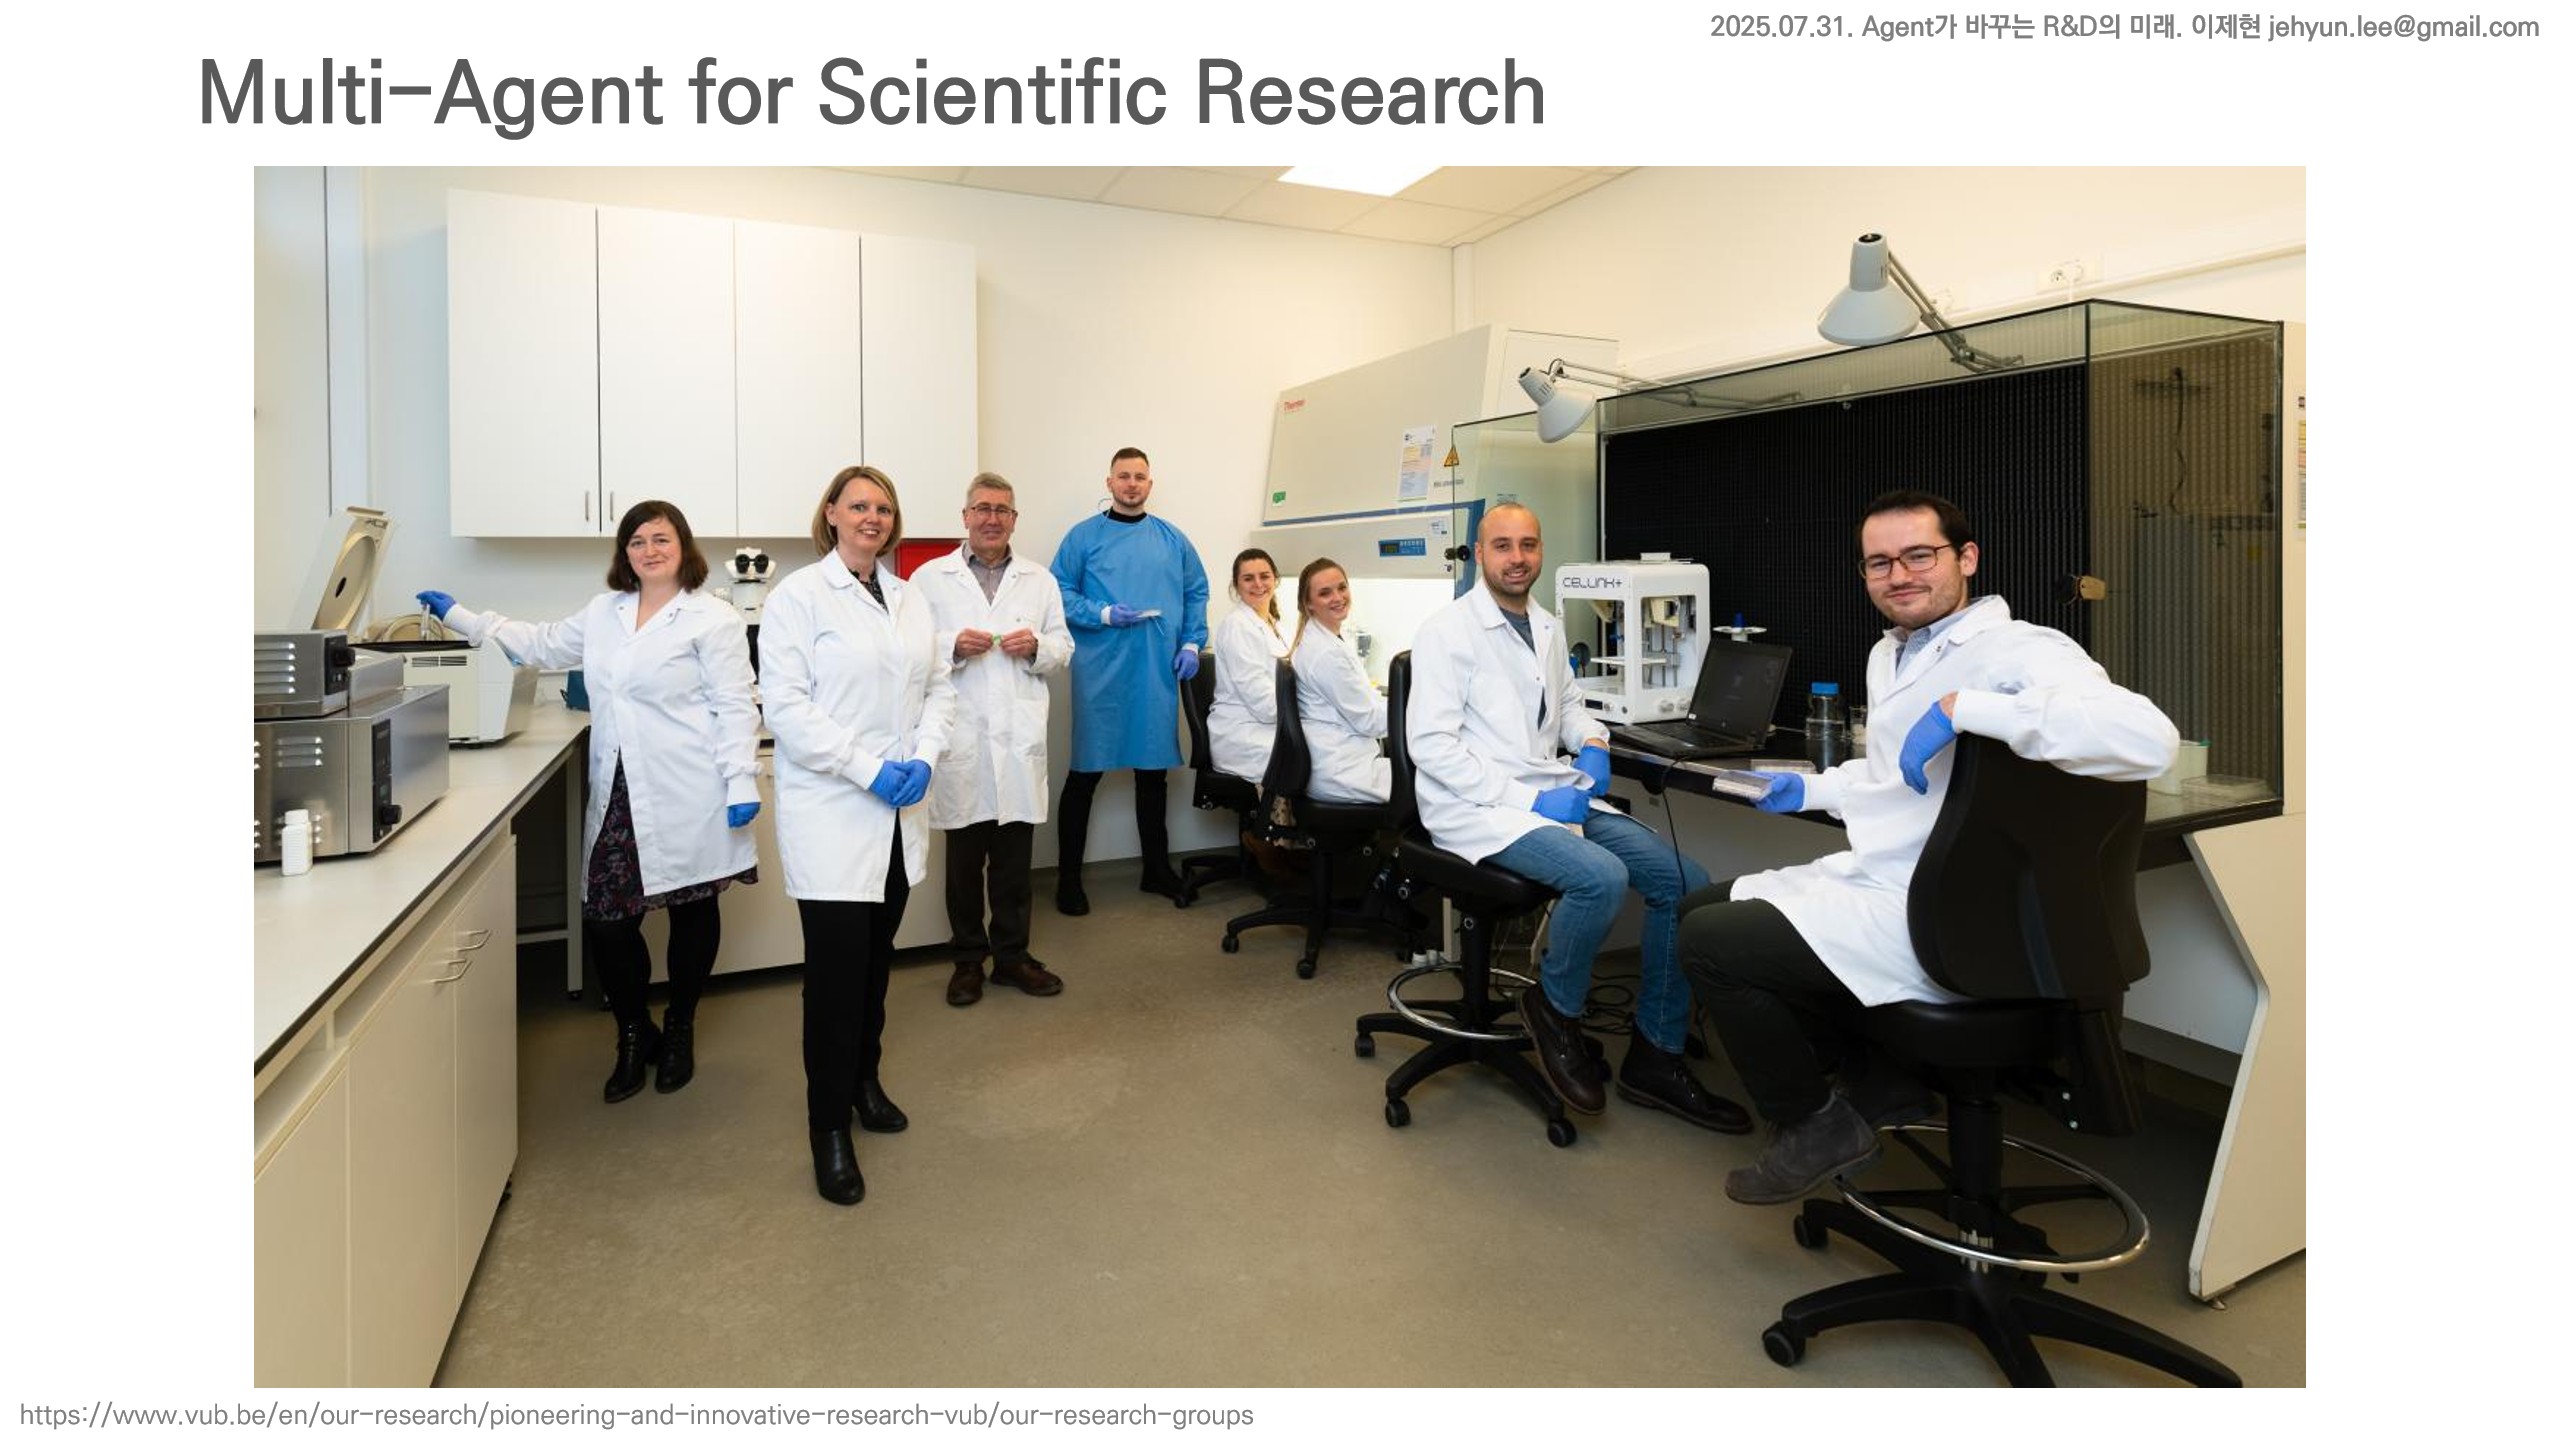 2025.07.31. Agent가 바꾸는 R&D의 미래. 이제현 jehyun.lee@gmail.com
Multi-Agent for Scientific Research
Thermo
CELLINK+
https://www.vub.be/en/our-research/pioneering-and-innovative-research-vub/our-research-groups